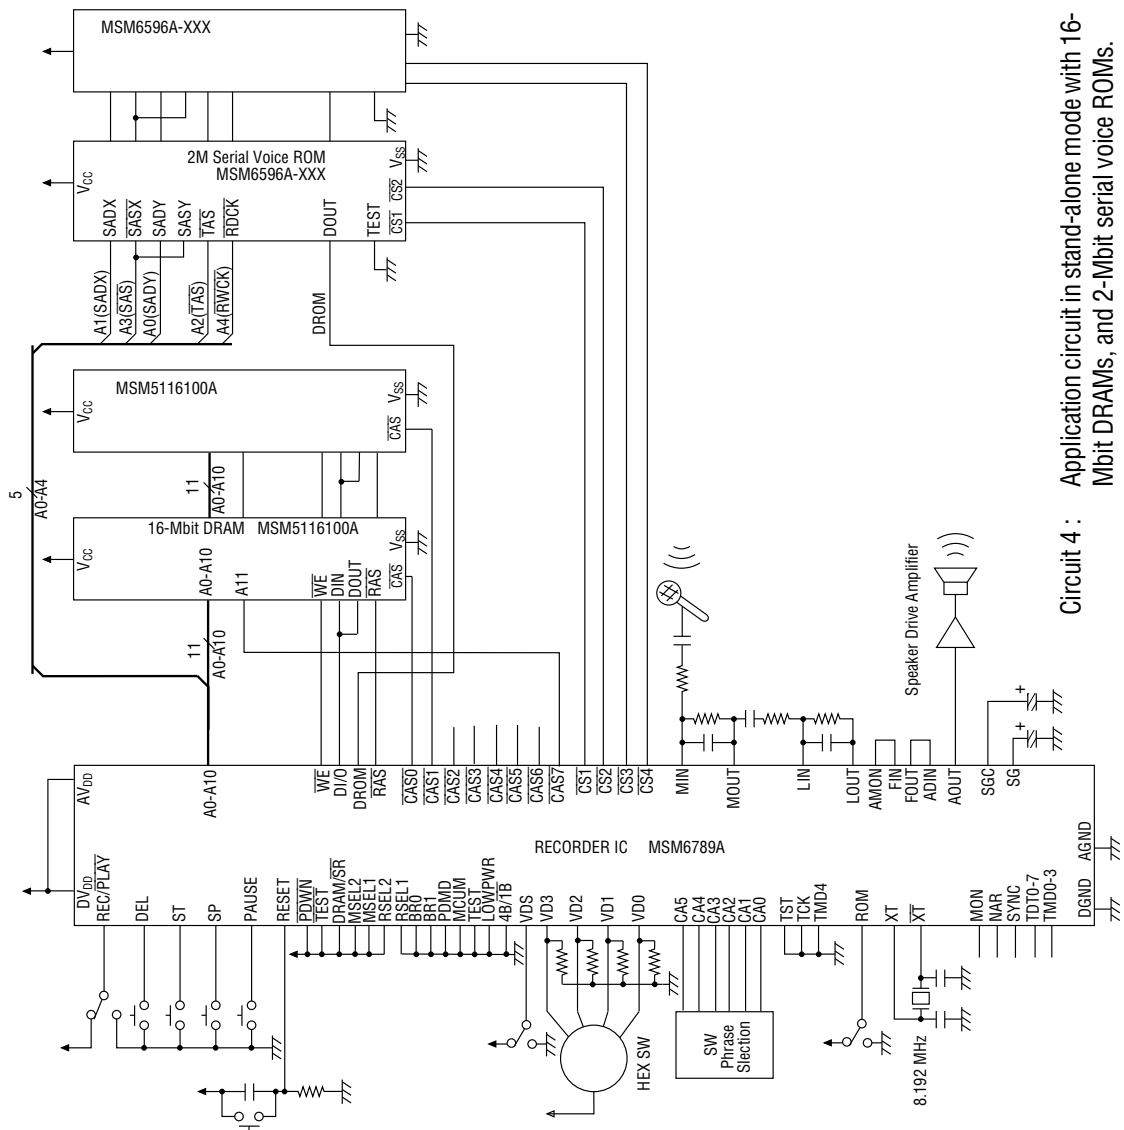 MSM6596A-XXX
2M Serial Voice ROM
MSM6596A-XXX
VCC
VSS
SADX
SASX
SADY
SASY
TAS
RDCK
DOUT
TEST
CS1
CS2
A1(SADX)
A3(SAS)
A0(SADY)
A2(TAS)
A4(RWCK)
DROM
MSM5116100A
VCC
VSS
CAS
5
A0-A4
11
A0-A10
16-Mbit DRAM MSM5116100A
VCC
VSS
A0-A10
A11
WE
DIN
DOUT
RAS
CAS
11
A0-A10
Speaker Drive Amplifier
DVDD
AVDD
A0-A10
WE
DI/O
DROM
RAS
CAS0
CAS1
CAS2
CAS3
CAS4
CAS5
CAS6
CAS7
CS1
CS2
CS3
CS4
MIN
MOUT
LIN
LOUT
AMON
FIN
FOUT
ADIN
AOUT
SGC
SG
+
+
RECORDER IC MSM6789A
REC/PLAY
DEL
ST
SP
PAUSE
RESET
PDWN
TEST
DRAM/SR
MSEL2
MSEL1
RSEL2
RSEL1
BR0
BR1
PDMD
MCUM
TEST
LOWPWR
4B/1B
VDS
VD3
VD2
VD1
VD0
CA5
CA4
CA3
CA2
CA1
CA0
TST
TCK
TMD4
ROM
XT
XT
MON
NAR
SYNC
TDT0-7
TMD0-3
DGND
AGND
HEX SW
SW
Phrase
Slection
8.192 MHz
Circuit 4 : Application circuit in stand-alone mode with 16-
Mbit DRAMs, and 2-Mbit serial voice ROMs.